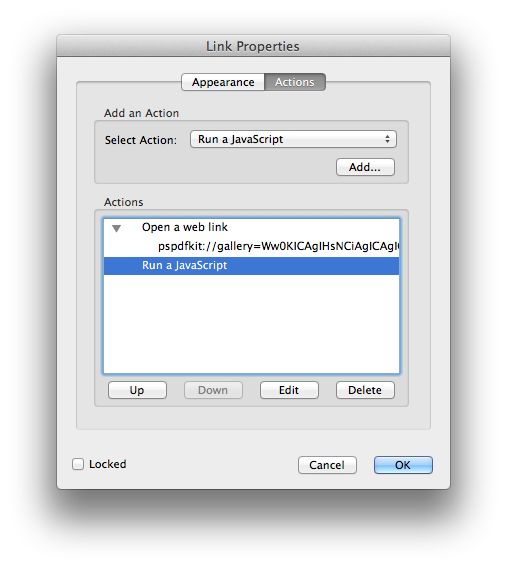 Link Properties
Appearance Actions
Add an Action
Select Action: Run a JavaScript
Add...
Actions
Open a web link
pspdfkit://gallery=Ww0KICAgIHsNCiAgICAgI
Run a JavaScript
Up Down Edit Delete
Locked Cancel OK